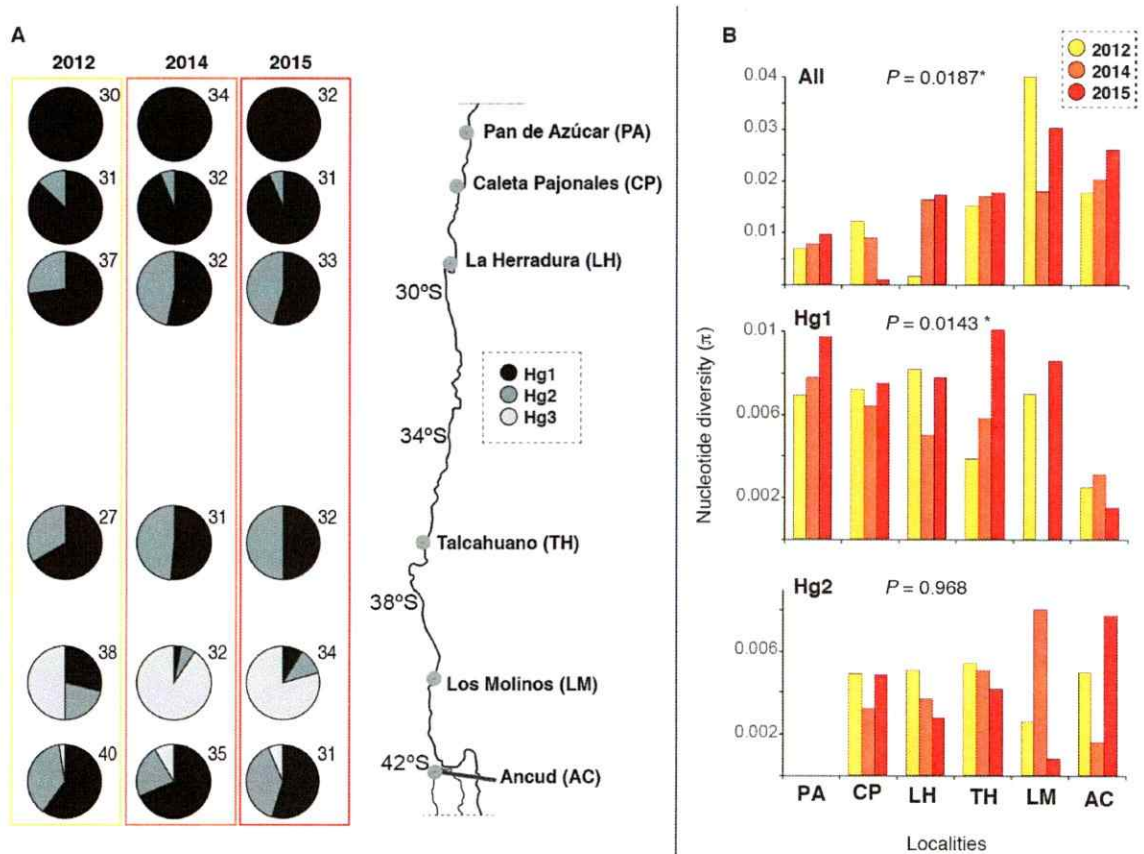 A
2012 2014 2015
30 34 32
31 32 31
37 32 33
27 31 32
38 32 34
40 35 31
Pan de Azúcar (PA)
Caleta Pajonales (CP)
La Herradura (LH)
30ºS
Hg1
Hg2
Hg3
34ºS
Talcahuano (TH)
38ºS
Los Molinos (LM)
42ºS
Ancud (AC)
B
2012
2014
2015
All
P = 0.0187*
0.04
0.03
0.02
0.01
Hg1
P = 0.0143 *
0.01
0.006
0.002
Nucleotide diversity (π)
Hg2
P = 0.968
0.006
0.002
PA CP LH TH LM AC
Localities